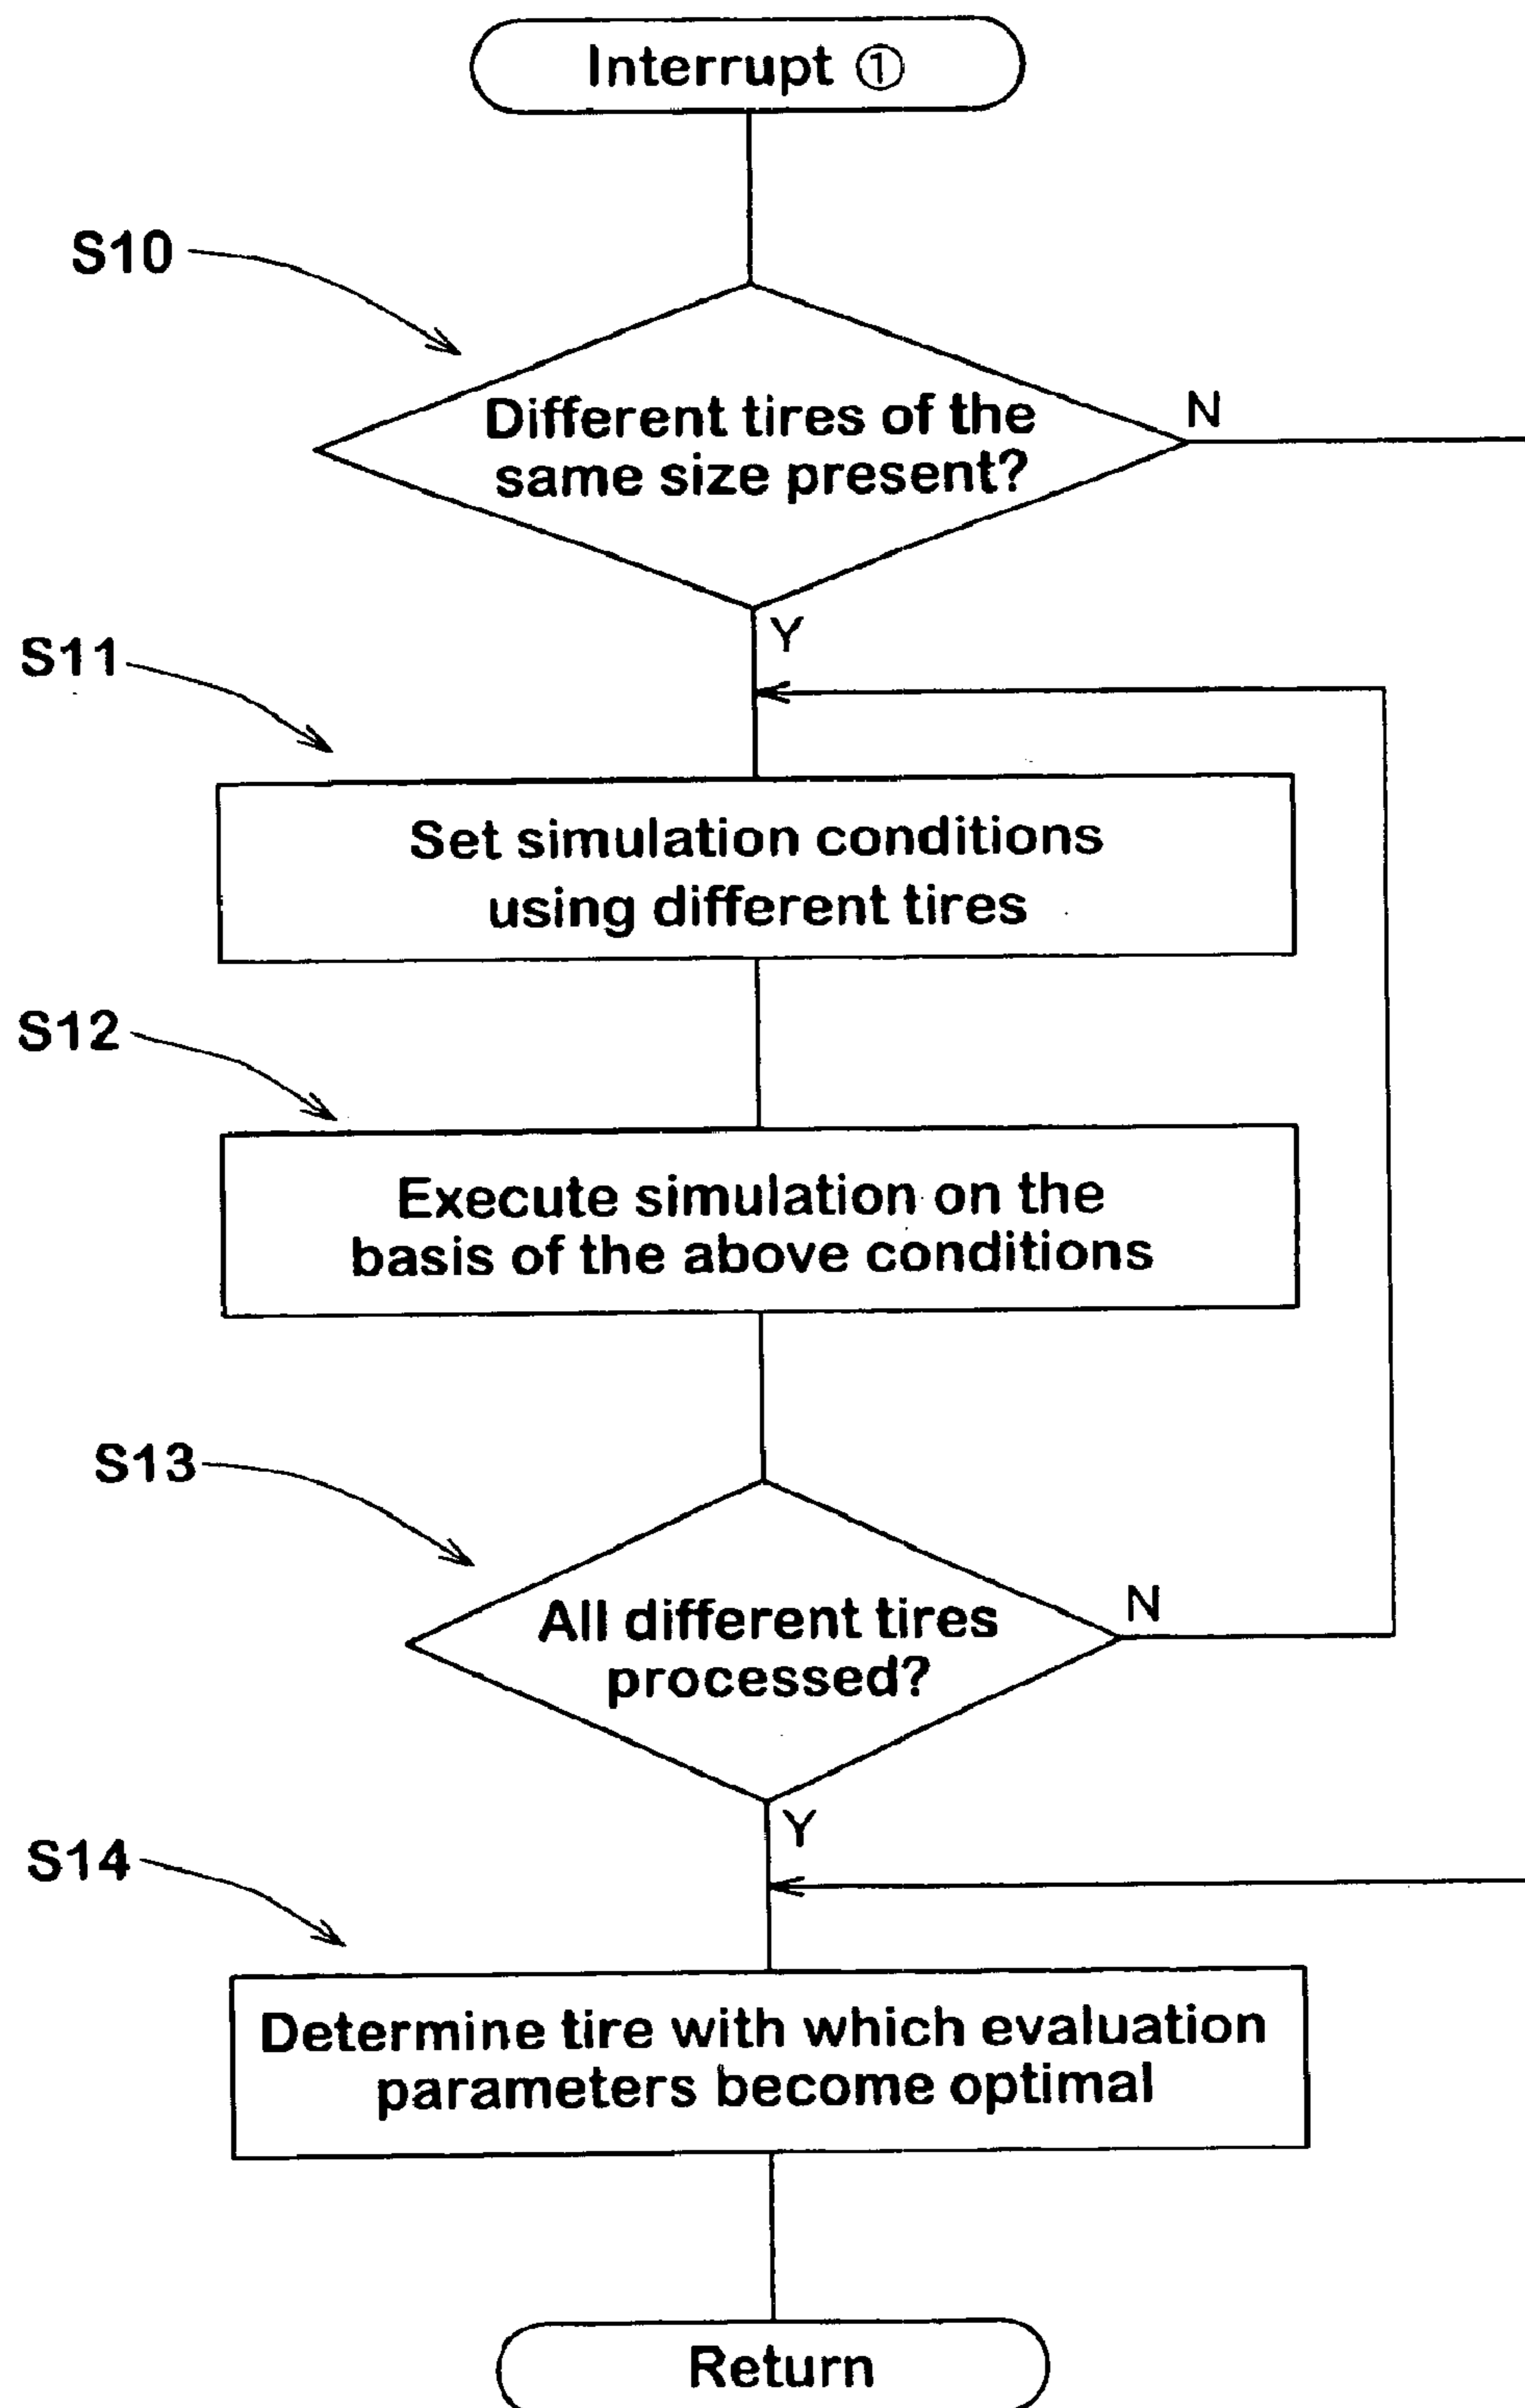 Interrupt ①
S10
Different tires of the
same size present?
N
Y
S11
Set simulation conditions
using different tires
S12
Execute simulation on the
basis of the above conditions
S13
All different tires
processed?
N
Y
S14
Determine tire with which evaluation
parameters become optimal
Return